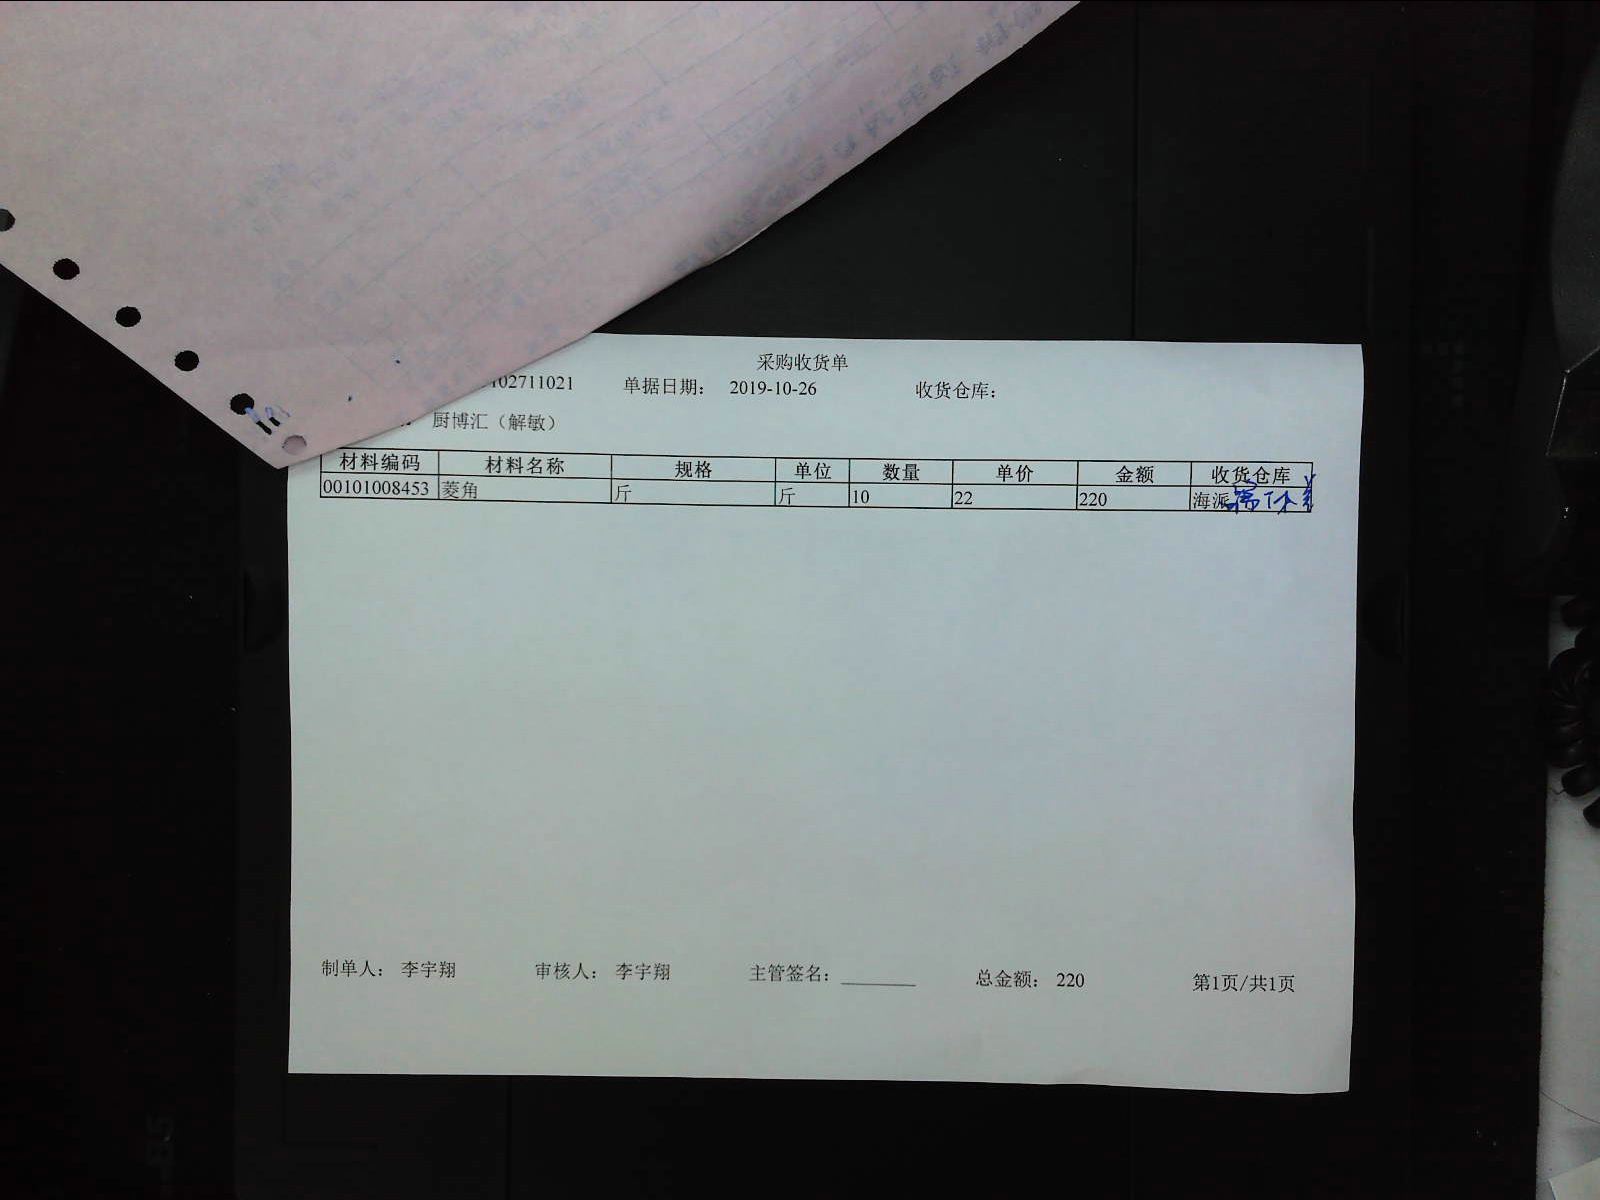 采购收货单
102711021 单据日期： 2019-10-26 收货仓库：
厨博汇（解敏）
材料编码 材料名称 规格 单位 数量 单价 金额 收货仓库
00101008453 菱角 斤 斤 10 22 220 海派
制单人： 李宇翔 审核人： 李宇翔 主管签名： 总金额： 220 第1页/共1页